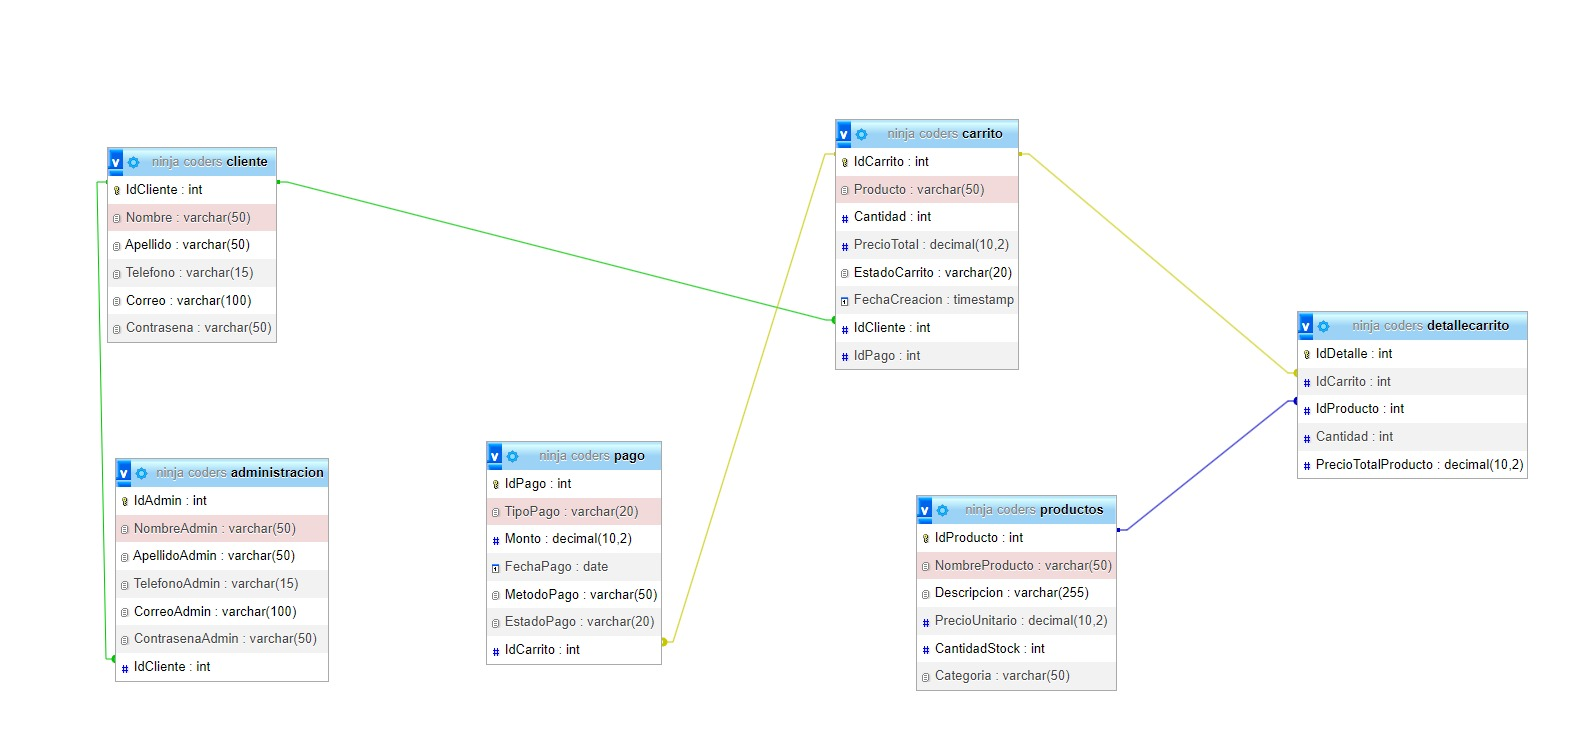 ninja coders cliente
IdCliente : int
Nombre : varchar(50)
Apellido : varchar(50)
Telefono : varchar(15)
Correo : varchar(100)
Contrasena : varchar(50)
ninja coders carrito
IdCarrito : int
Producto : varchar(50)
Cantidad : int
PrecioTotal : decimal(10,2)
EstadoCarrito : varchar(20)
FechaCreacion : timestamp
IdCliente : int
IdPago : int
ninja coders detallecarrito
IdDetalle : int
IdCarrito : int
IdProducto : int
Cantidad : int
PrecioTotalProducto : decimal(10,2)
ninja coders administracion
IdAdmin : int
NombreAdmin : varchar(50)
ApellidoAdmin : varchar(50)
TelefonoAdmin : varchar(15)
CorreoAdmin : varchar(100)
ContrasenaAdmin : varchar(50)
IdCliente : int
ninja coders pago
IdPago : int
TipoPago : varchar(20)
Monto : decimal(10,2)
FechaPago : date
MetodoPago : varchar(50)
EstadoPago : varchar(20)
IdCarrito : int
ninja coders productos
IdProducto : int
NombreProducto : varchar(50)
Descripcion : varchar(255)
PrecioUnitario : decimal(10,2)
CantidadStock : int
Categoria : varchar(50)